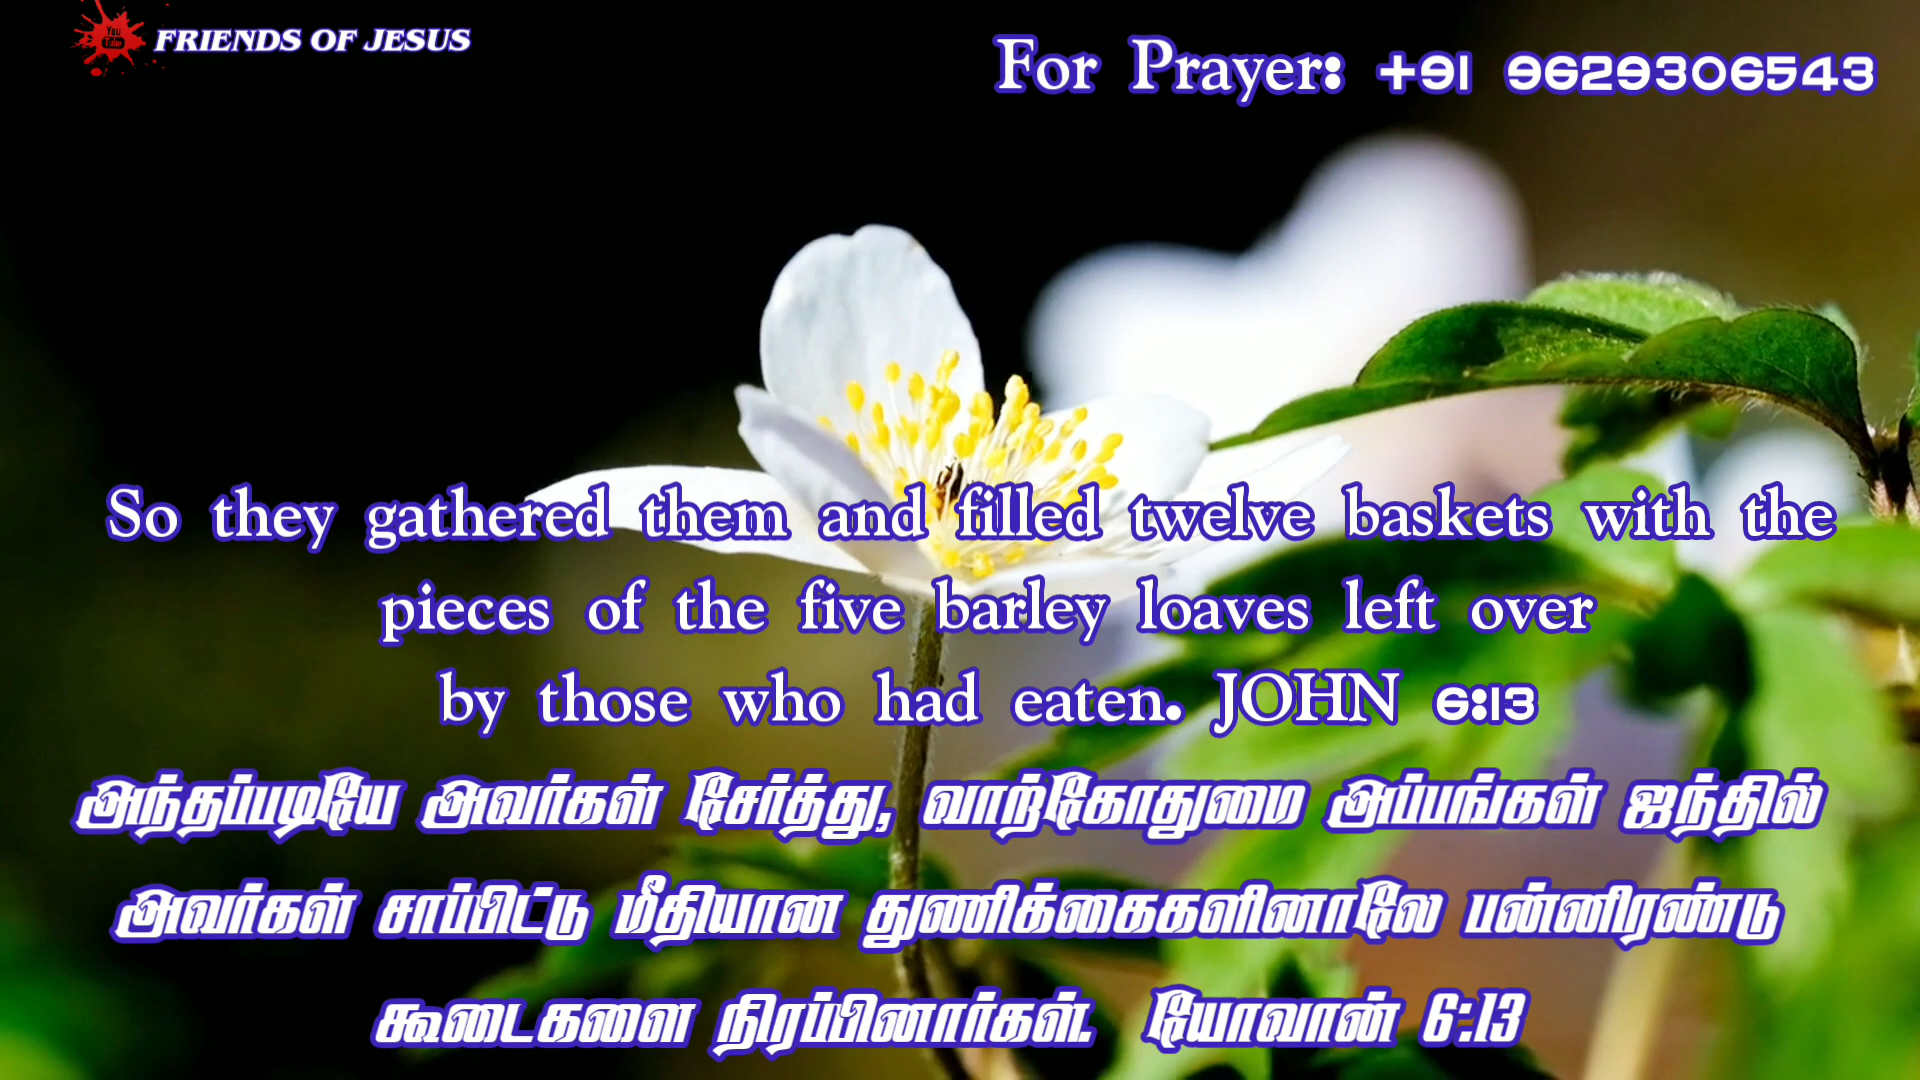 You
Tube
FRIENDS OF JESUS
For Prayer: +91 9629306543
So they gathered them and filled twelve baskets with the
pieces of the five barley loaves left over
by those who had eaten. JOHN 6:13
அந்தப்படியே அவர்கள் சேர்த்து, வாற்கோதுமை அப்பங்கள் ஐந்தில்
அவர்கள் சாப்பிட்டு மீதியான துணிக்கைகளினாலே பன்னிரண்டு
கூடைகளை நிரப்பினார்கள். யோவான் 6:13